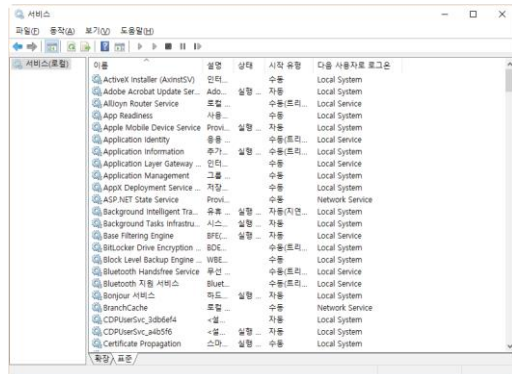 서비스
파일(F) 동작(A) 보기(V) 도움말(H)
서비스(로컬)
이름 설명 상태 시작 유형 다음 사용자로 로그온
ActiveX Installer (AxInstSV) 인터... 수동 Local System
Adobe Acrobat Update Ser... Ado... 실행 ... 자동 Local System
AllJoyn Router Service 로컬 ... 수동(트리... Local Service
App Readiness 사용... 수동 Local System
Apple Mobile Device Service Provi... 실행 ... 자동 Local System
Application Identity 응용 ... 수동(트리... Local Service
Application Information 추가... 실행 ... 수동(트리... Local System
Application Layer Gateway ... 인터... 수동 Local Service
Application Management 그룹 ... 수동 Local System
AppX Deployment Service ... 저장... 수동 Local System
ASP.NET State Service Provi... 수동 Network Service
Background Intelligent Tra... 유휴 ... 실행 ... 자동(지연... Local System
Background Tasks Infrastru... 시스... 실행 ... 자동 Local System
Base Filtering Engine BFE(... 실행 ... 자동 Local Service
BitLocker Drive Encryption ... BDE... 수동(트리... Local System
Block Level Backup Engine ... WBE... 수동 Local System
Bluetooth Handsfree Service 무선 ... 수동(트리... Local Service
Bluetooth 지원 서비스 Bluet... 수동(트리... Local Service
Bonjour 서비스 하드... 실행 ... 자동 Local System
BranchCache 로컬 ... 수동 Network Service
CDPUserSvc_3db6ef4 <설... 자동 Local System
CDPUserSvc_a4b5f6 <설... 실행 ... 자동 Local System
Certificate Propagation 스마... 실행 ... 수동 Local System
확장 표준